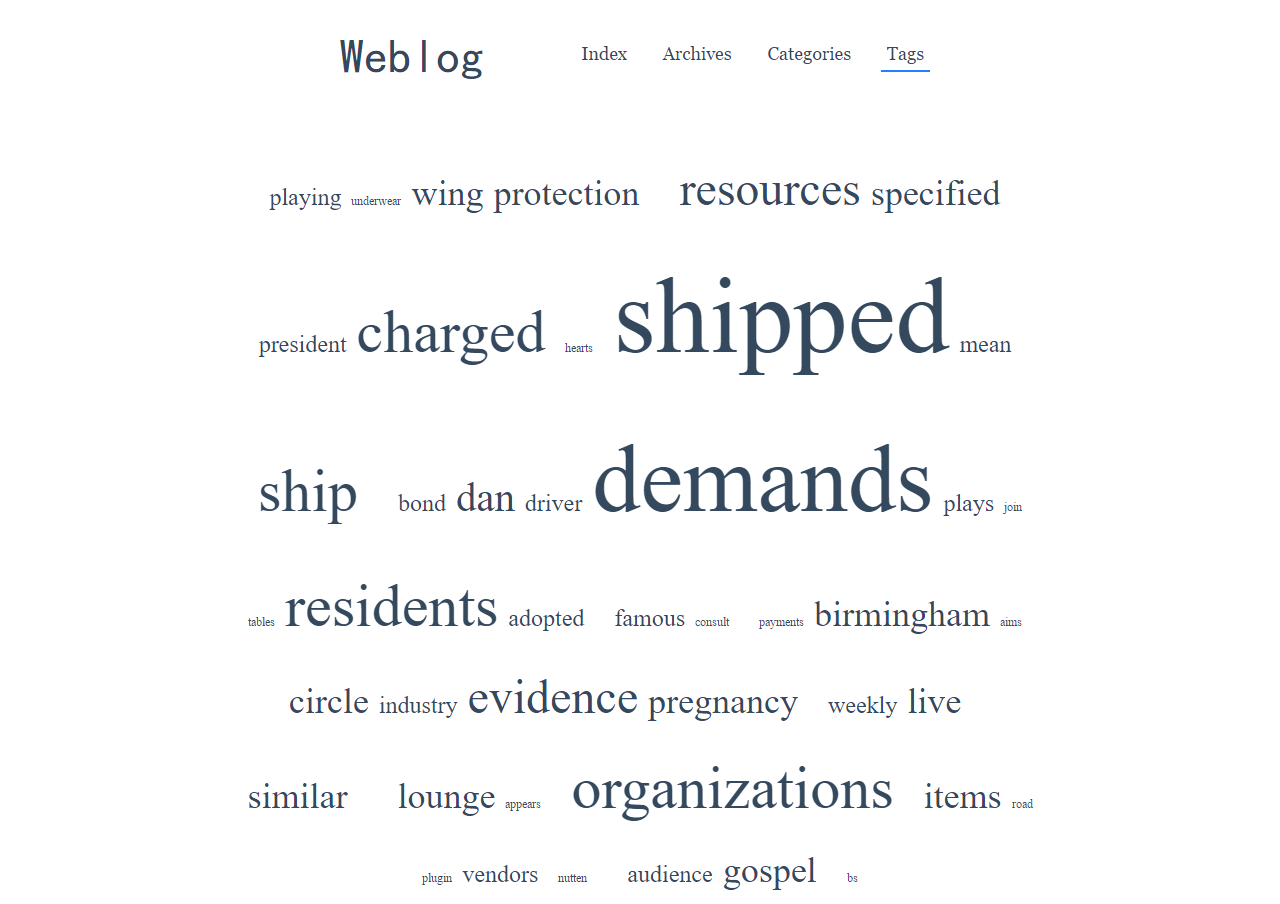 Weblog Index Archives Categories Tags
playing underwear wing protection resources specified
president charged hearts shipped mean
ship bond dan driver demands plays join
tables residents adopted famous consult payments birmingham aims
circle industry evidence pregnancy weekly live
similar lounge appears organizations items road
plugin vendors nutten audience gospel bs